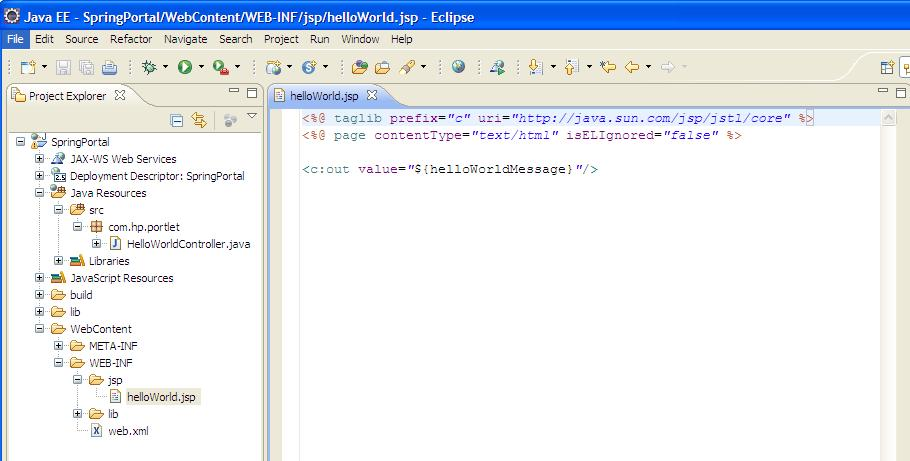 Java EE - SpringPortal/WebContent/WEB-INF/jsp/helloWorld.jsp - Eclipse
File Edit Source Refactor Navigate Search Project Run Window Help
Project Explorer
SpringPortal
JAX-WS Web Services
2.5 Deployment Descriptor: SpringPortal
Java Resources
src
com.hp.portlet
HelloWorldController.java
Libraries
JavaScript Resources
build
lib
WebContent
META-INF
WEB-INF
jsp
helloWorld.jsp
lib
web.xml
helloWorld.jsp
<%@ taglib prefix="c" uri="http://java.sun.com/jsp/jstl/core" %>
<%@ page contentType="text/html" isELIgnored="false" %>
<c:out value="${helloWorldMessage}"/>